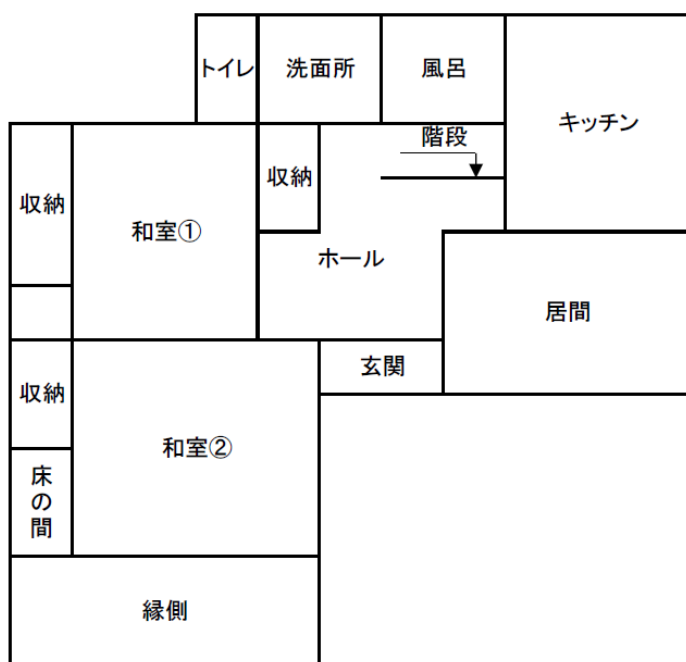 トイレ
洗面所
風呂
キッチン
階段
収納
収納
和室①
ホール
居間
玄関
収納
和室②
床の間
縁側